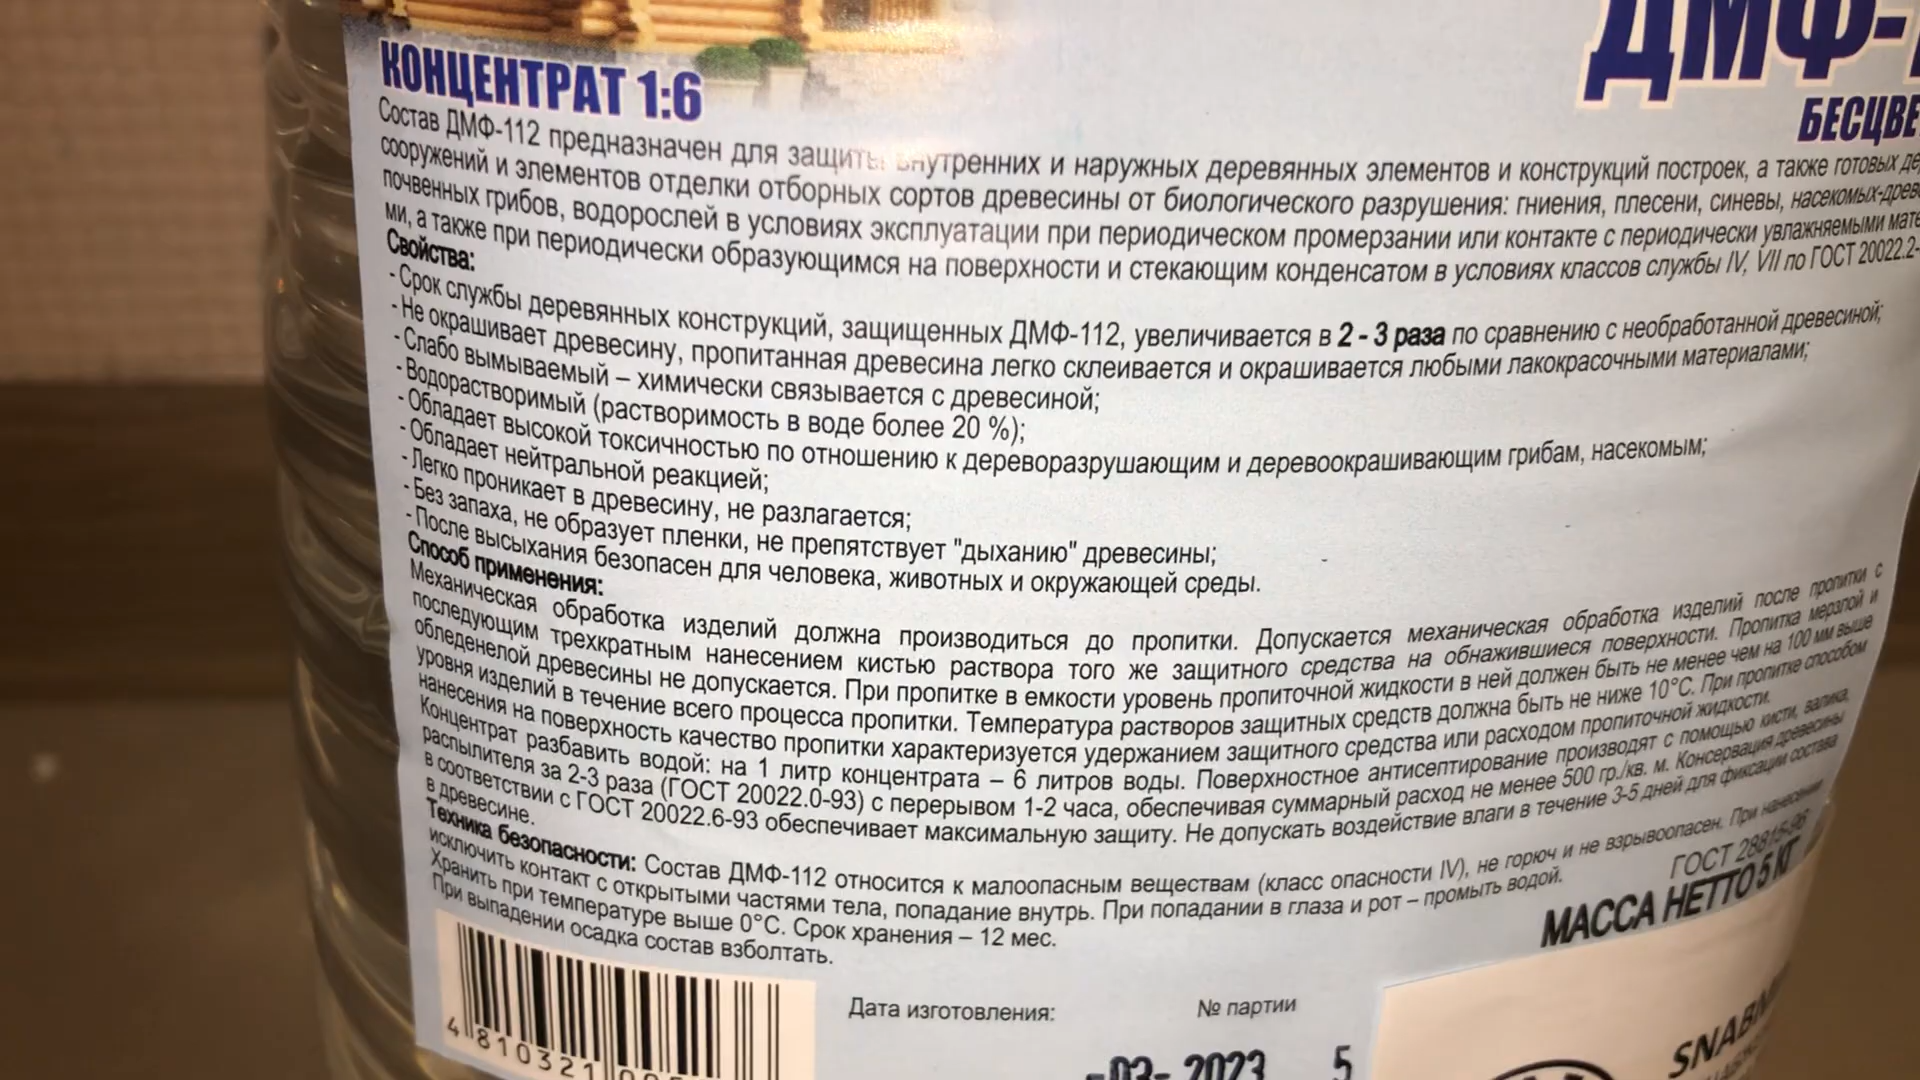 КОНЦЕНТРАТ 1:6
ДМФ-
БЕСЦВЕ
Состав ДМФ-112 предназначен для защиты внутренних и наружных деревянных элементов и конструкций построек, а также готовых де
сооружений и элементов отделки отборных сортов древесины от биологического разрушения: гниения, плесени, синевы, насекомых-древо
почвенных грибов, водорослей в условиях эксплуатации при периодическом промерзании или контакте с периодически увлажняемыми мате
ми, а также при периодически образующимся на поверхности и стекающим конденсатом в условиях классов службы IV, VII по ГОСТ 20022.2-
Свойства:
- Срок службы деревянных конструкций, защищенных ДМФ-112, увеличивается в 2 - 3 раза по сравнению с необработанной древесиной;
- Не окрашивает древесину, пропитанная древесина легко склеивается и окрашивается любыми лакокрасочными материалами;
- Слабо вымываемый – химически связывается с древесиной;
- Водорастворимый (растворимость в воде более 20 %);
- Обладает высокой токсичностью по отношению к дереворазрушающим и деревоокрашивающим грибам, насекомым;
- Обладает нейтральной реакцией;
- Легко проникает в древесину, не разлагается;
- Без запаха, не образует пленки, не препятствует "дыханию" древесины;
- После высыхания безопасен для человека, животных и окружающей среды.
Способ применения:
Механическая обработка изделий должна производиться до пропитки. Допускается механическая обработка изделий после пропитки с
последующим трехкратным нанесением кистью раствора того же защитного средства на обнажившиеся поверхности. Пропитка мерзлой и
обледенелой древесины не допускается. При пропитке в емкости уровень пропиточной жидкости в ней должен быть не менее чем на 100 мм выше
уровня изделий в течение всего процесса пропитки. Температура растворов защитных средств должна быть не ниже 10°С. При пропитке способом
нанесения на поверхность качество пропитки характеризуется удержанием защитного средства или расходом пропиточной жидкости.
Концентрат разбавить водой: на 1 литр концентрата – 6 литров воды. Поверхностное антисептирование производят с помощью кисти, валика,
распылителя за 2-3 раза (ГОСТ 20022.0-93) с перерывом 1-2 часа, обеспечивая суммарный расход не менее 500 гр./кв. м. Консервация древесины
в соответствии с ГОСТ 20022.6-93 обеспечивает максимальную защиту. Не допускать воздействие влаги в течение 3-5 дней для фиксации состава
в древесине.
Техника безопасности: Состав ДМФ-112 относится к малоопасным веществам (класс опасности IV), не горюч и не взрывоопасен. При нанесении
исключить контакт с открытыми частями тела, попадание внутрь. При попадании в глаза и рот – промыть водой.
Хранить при температуре выше 0°С. Срок хранения – 12 мес.
При выпадении осадка состав взболтать.
ГОСТ 28815-96
МАССА НЕТТО 5 КГ
Дата изготовления:
№ партии
-03- 2023
5
4 810321
SNABM